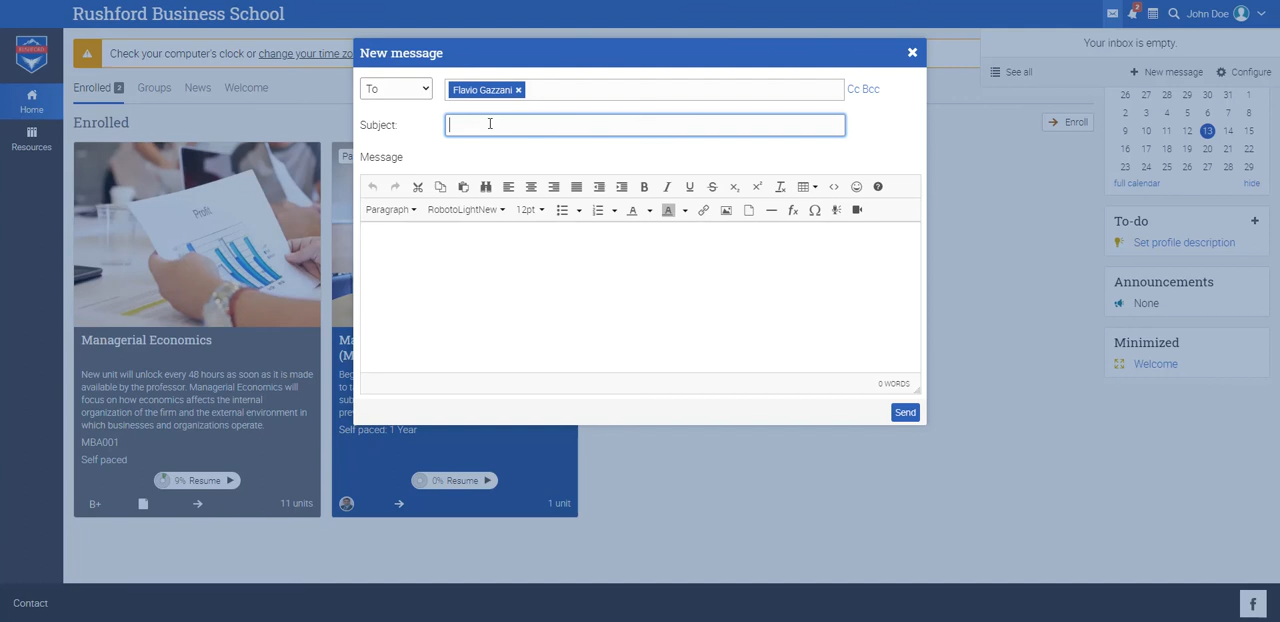 Rushford Business School
2
John Doe
Check your computer's clock or change your time zo
Your inbox is empty.
See all
New message
Configure
Home
Resources
Enrolled 2
Groups
News
Welcome
Enrolled
Enroll
New message
To
Flavio Gazzani ×
Cc Bcc
Subject:
Message
Paragraph
RobotoLightNew
12pt
0 WORDS
Send
Profit
Managerial Economics
New unit will unlock every 48 hours as soon as it is made
available by the professor. Managerial Economics will
focus on how economics affects the internal
organization of the firm and the external environment in
which businesses and organizations operate.
MBA001
Self paced
9% Resume
B+
11 units
Pa
Ma
(M
Beg
to t
sub
pre
Self paced: 1 Year
0% Resume
1 unit
26 27 28 29 30 31 1
2 3 4 5 6 7 8
9 10 11 12 13 14 15
16 17 18 19 20 21 22
23 24 25 26 27 28 29
full calendar
hide
To-do
Set profile description
Announcements
None
Minimized
Welcome
Contact